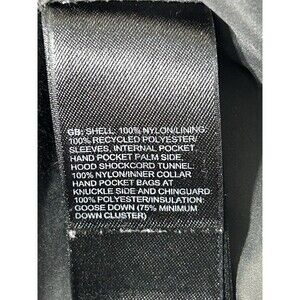 GB: SHELL: 100% NYLON/LINING:
100% RECYCLED POLYESTER/
SLEEVES, INTERNAL POCKET,
HAND POCKET PALM SIDE,
HOOD SHOCKCORD TUNNEL:
100% NYLON/INNER COLLAR
HAND POCKET BAGS AT
KNUCKLE SIDE AND CHINGUARD:
100% POLYESTER/INSULATION:
GOOSE DOWN (75% MINIMUM
DOWN CLUSTER)